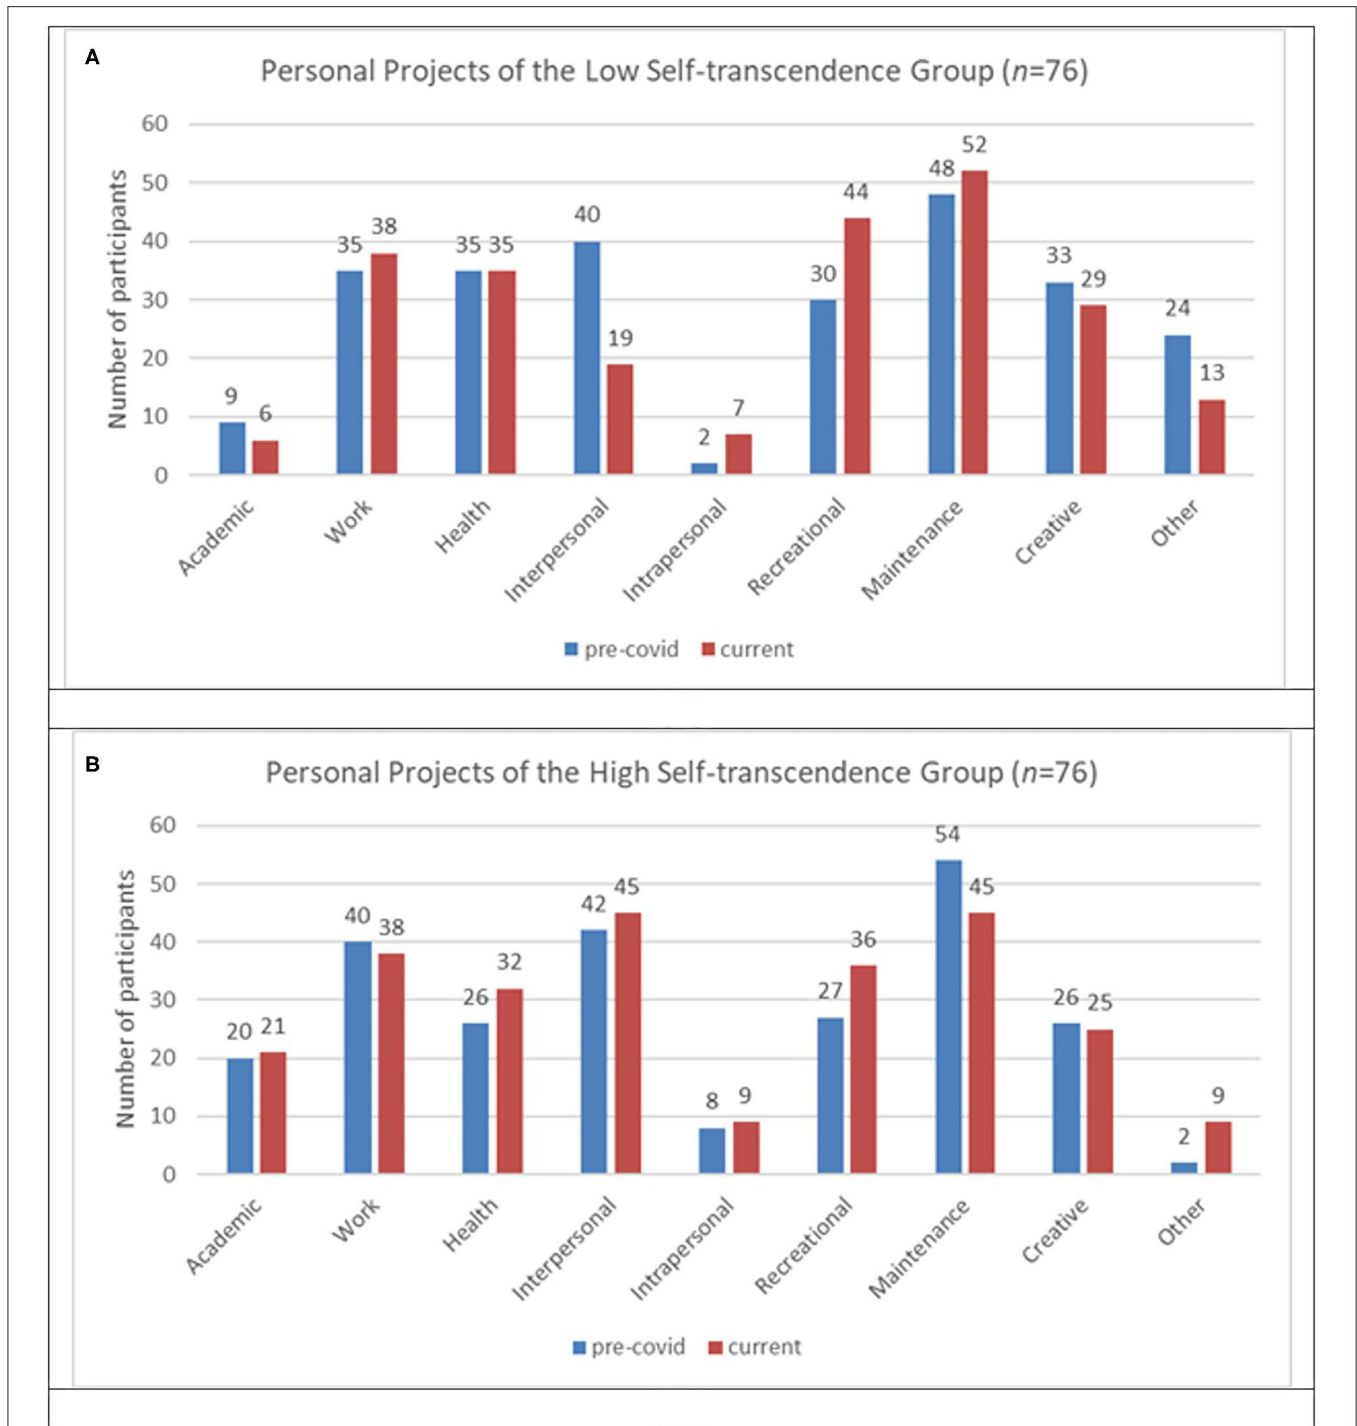 A
Personal Projects of the Low Self-transcendence Group (n=76)
Number of participants
60
50
40
30
20
10
0
9 6
35 38
35 35
40 19
2 7
30 44
48 52
33 29
24 13
Academic
Work
Health
Interpersonal
Intrapersonal
Recreational
Maintenance
Creative
Other
pre-covid current
B
Personal Projects of the High Self-transcendence Group (n=76)
Number of participants
60
50
40
30
20
10
0
20 21
40 38
26 32
42 45
8 9
27 36
54 45
26 25
2 9
Academic
Work
Health
Interpersonal
Intrapersonal
Recreational
Maintenance
Creative
Other
pre-covid current